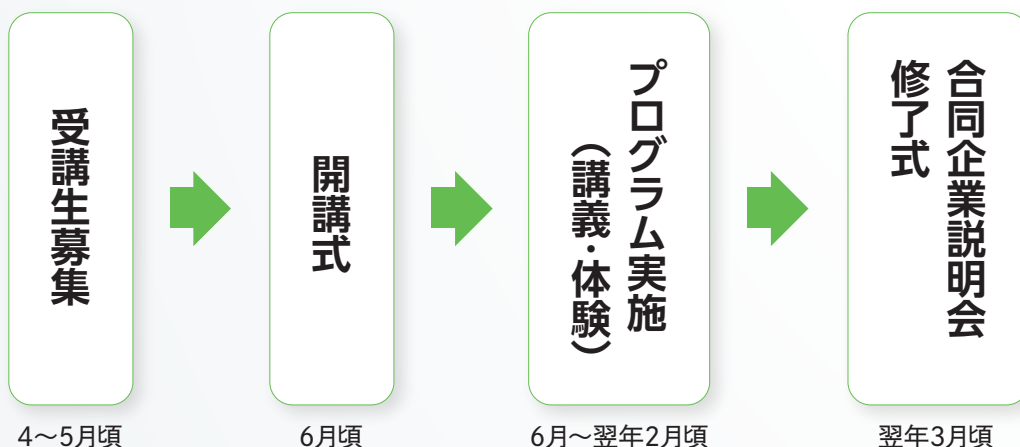 受講生募集
4〜5月頃
開講式
6月頃
プログラム実施
（講義・体験）
6月〜翌年2月頃
合同企業説明会
修了式
翌年3月頃